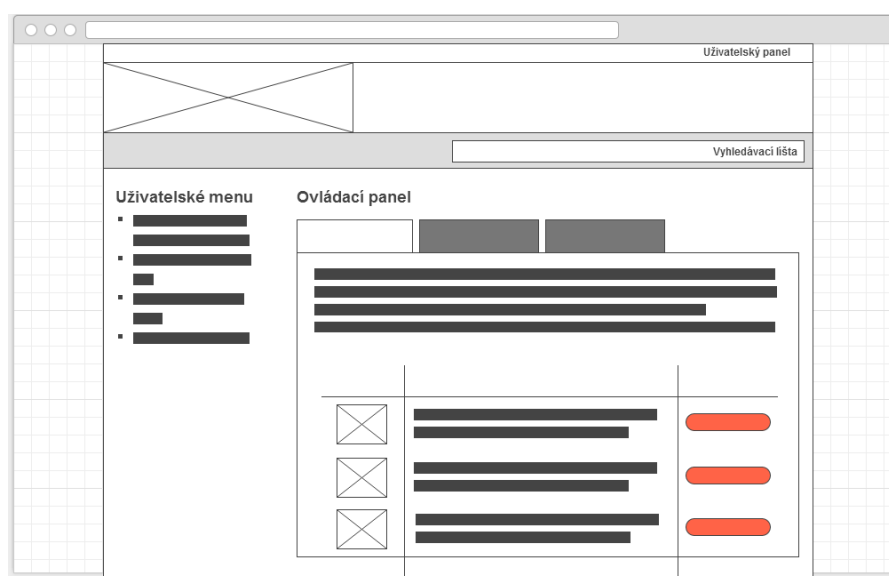 Uživatelský panel
Vyhledávací lišta
Uživatelské menu
Ovládací panel